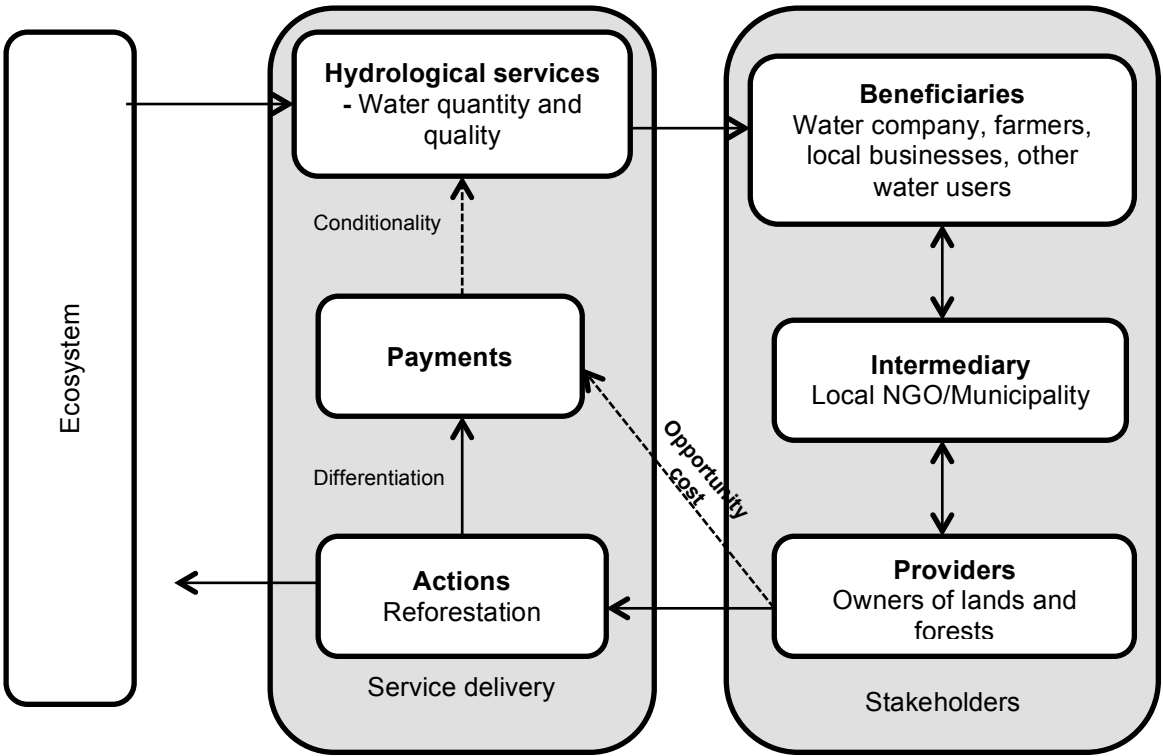 Ecosystem
Hydrological services
- Water quantity and
quality
Conditionality
Payments
Differentiation
Actions
Reforestation
Service delivery
Opportunity
cost
Beneficiaries
Water company, farmers,
local businesses, other
water users
Intermediary
Local NGO/Municipality
Providers
Owners of lands and
forests
Stakeholders